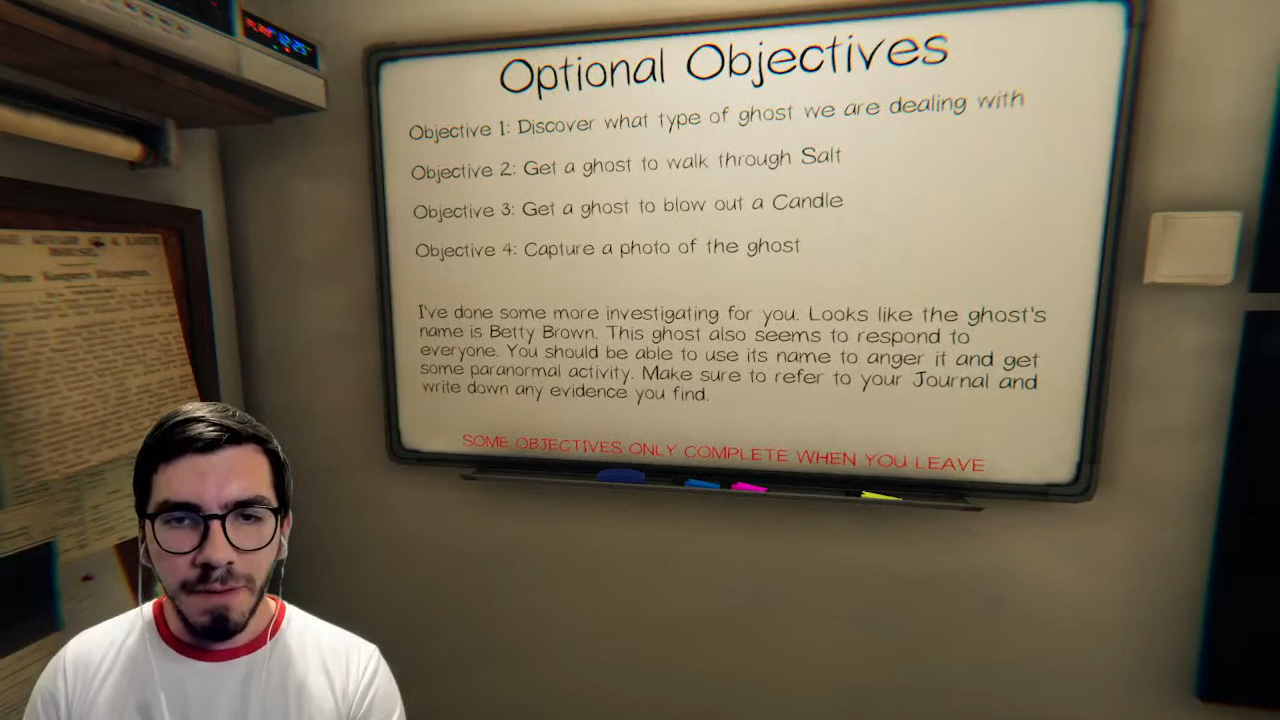 PLAY 12:25
Optional Objectives
Objective 1: Discover what type of ghost we are dealing with
Objective 2: Get a ghost to walk through Salt
Objective 3: Get a ghost to blow out a Candle
Objective 4: Capture a photo of the ghost
I've done some more investigating for you. Looks like the ghost's
name is Betty Brown. This ghost also seems to respond to
everyone. You should be able to use its name to anger it and get
some paranormal activity. Make sure to refer to your Journal and
write down any evidence you find.
SOME OBJECTIVES ONLY COMPLETE WHEN YOU LEAVE